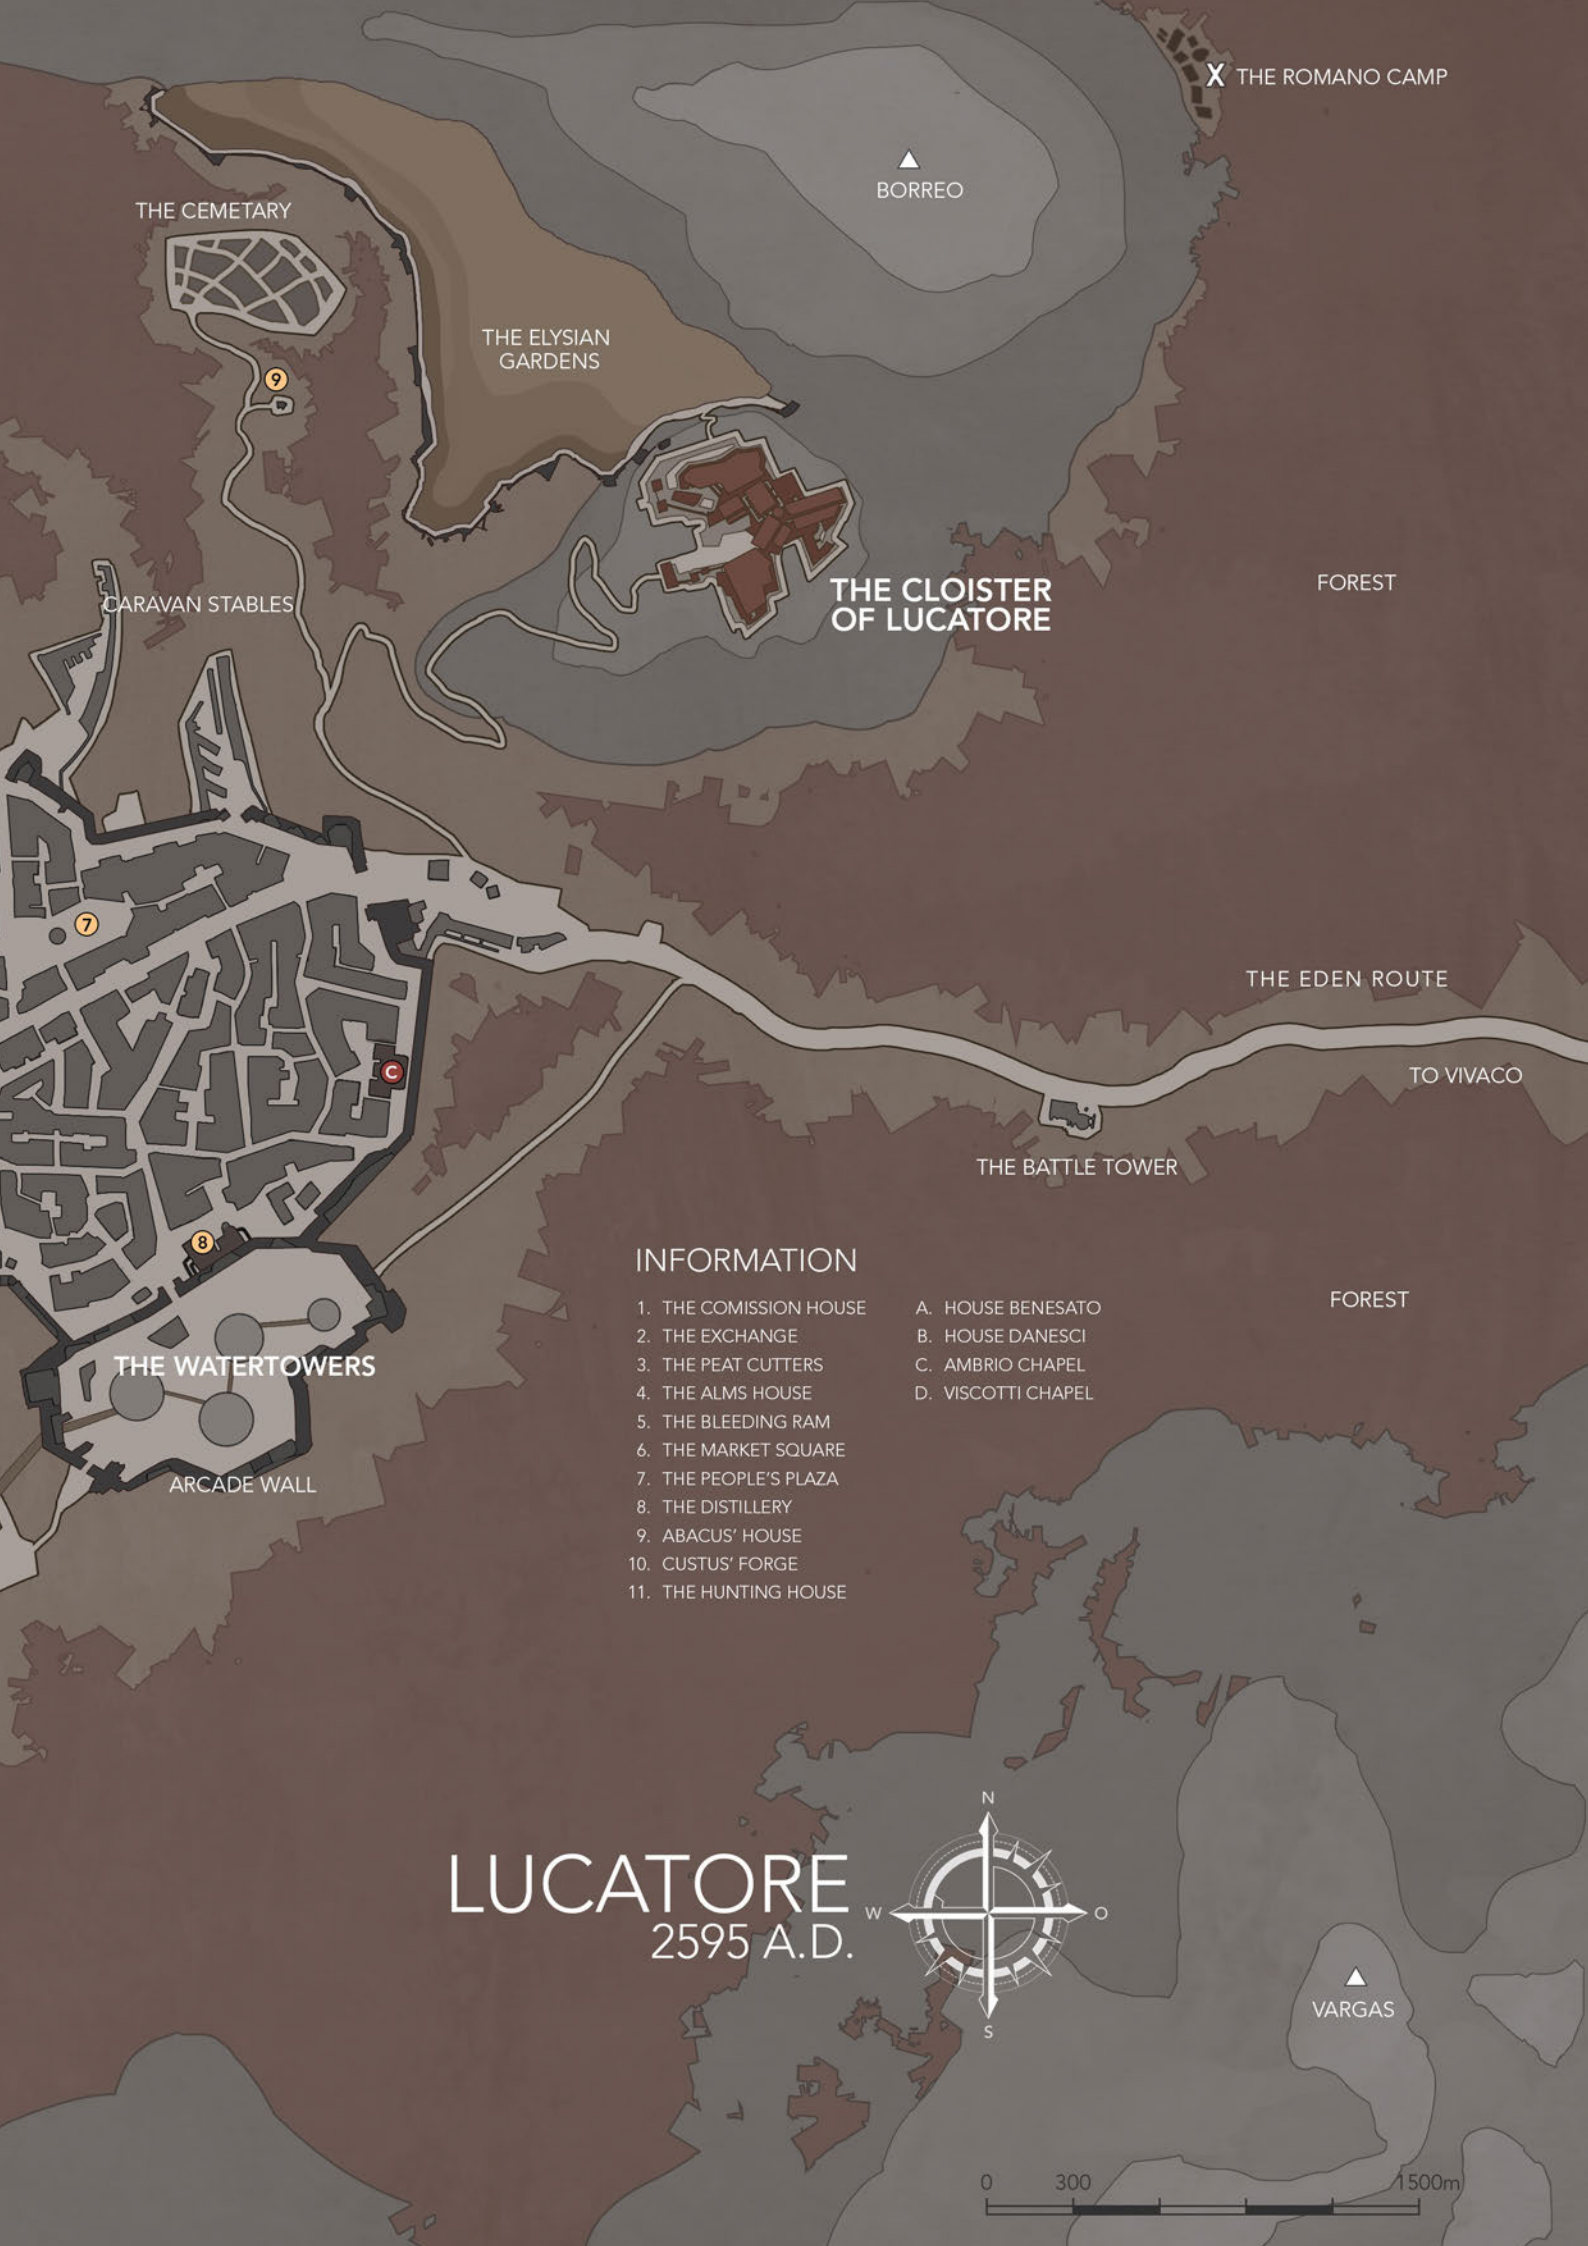 X THE ROMANO CAMP
BORREO
THE CEMETARY
THE ELYSIAN
GARDENS
9
THE CLOISTER
OF LUCATORE
FOREST
CARAVAN STABLES
7
THE EDEN ROUTE
TO VIVACO
C
THE BATTLE TOWER
8
INFORMATION
1. THE COMISSION HOUSE
2. THE EXCHANGE
3. THE PEAT CUTTERS
4. THE ALMS HOUSE
5. THE BLEEDING RAM
6. THE MARKET SQUARE
7. THE PEOPLE'S PLAZA
8. THE DISTILLERY
9. ABACUS' HOUSE
10. CUSTUS' FORGE
11. THE HUNTING HOUSE
A. HOUSE BENESATO
B. HOUSE DANESCI
C. AMBRIO CHAPEL
D. VISCOTTI CHAPEL
FOREST
THE WATERTOWERS
ARCADE WALL
LUCATORE
2595 A.D.
N
W
O
S
VARGAS
0 300 1500m